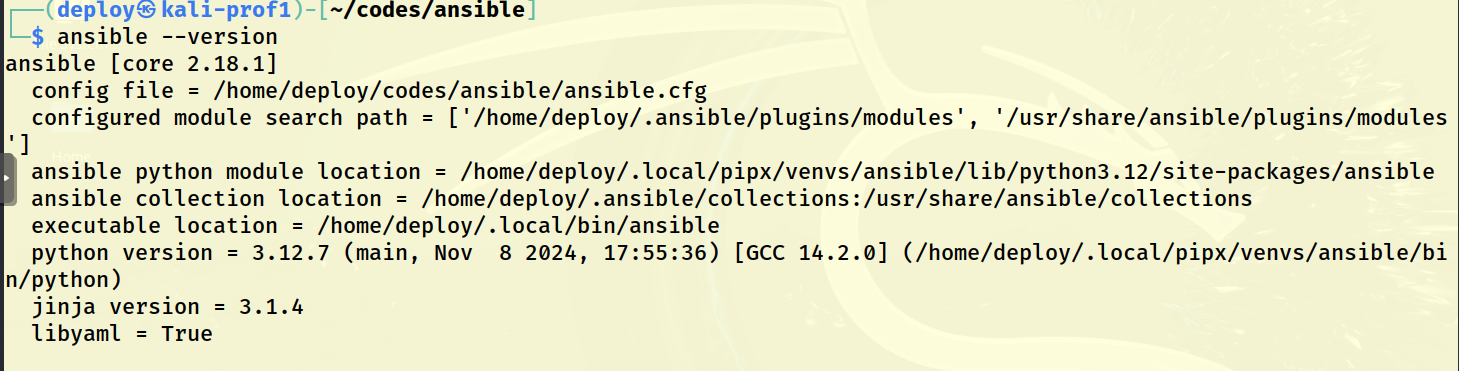 ┌──(deploy㉿kali-prof1)-[~/codes/ansible]
└─$ ansible --version
ansible [core 2.18.1]
  config file = /home/deploy/codes/ansible/ansible.cfg
  configured module search path = ['/home/deploy/.ansible/plugins/modules', '/usr/share/ansible/plugins/modules
']
  ansible python module location = /home/deploy/.local/pipx/venvs/ansible/lib/python3.12/site-packages/ansible
  ansible collection location = /home/deploy/.ansible/collections:/usr/share/ansible/collections
  executable location = /home/deploy/.local/bin/ansible
  python version = 3.12.7 (main, Nov  8 2024, 17:55:36) [GCC 14.2.0] (/home/deploy/.local/pipx/venvs/ansible/bi
n/python)
  jinja version = 3.1.4
  libyaml = True